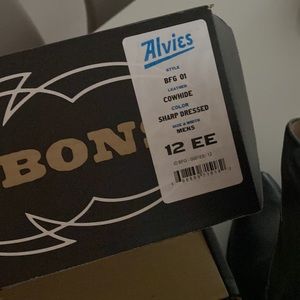 Alvies
STYLE
BFG 01
LEATHER
COWHIDE
COLOR
SHARP DRESSED
SIZE & WIDTH
MENS
12 EE
BONS